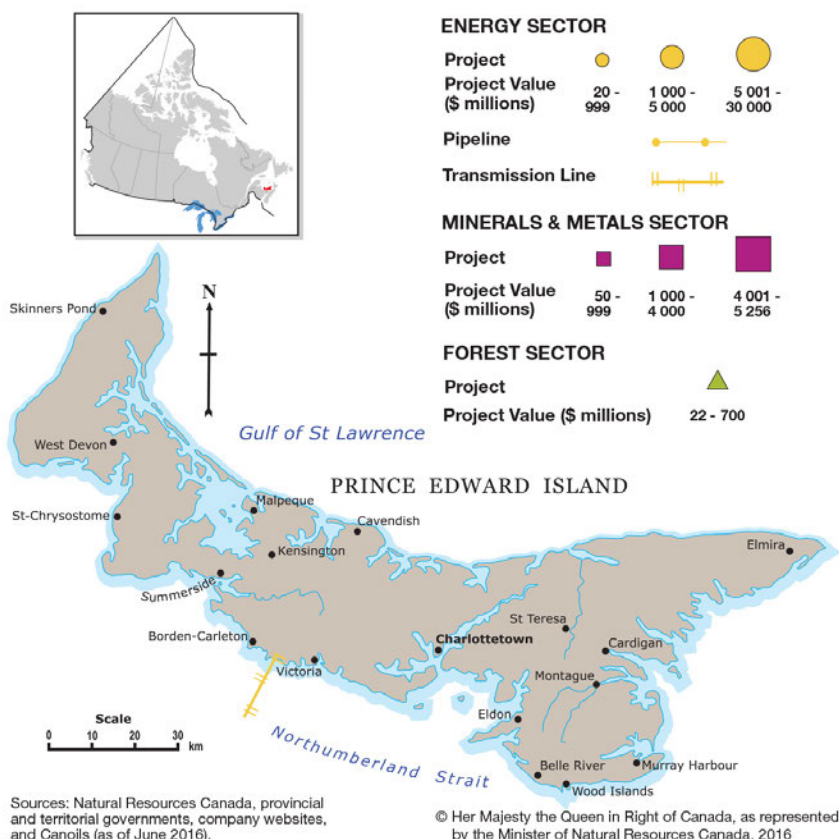 ENERGY SECTOR
Project
Project Value
($ millions)
20 -
999
1 000 -
5 000
5 001 -
30 000
Pipeline
Transmission Line
MINERALS & METALS SECTOR
Project
Project Value
($ millions)
50 -
999
1 000 -
4 000
4 001 -
5 256
FOREST SECTOR
Project
Project Value ($ millions)
22 - 700
N
Skinners Pond
Gulf of St Lawrence
West Devon
PRINCE EDWARD ISLAND
Malpeque
St-Chrysostome
Cavendish
Kensington
Elmira
Summerside
St Teresa
Borden-Carleton
Charlottetown
Cardigan
Victoria
Montague
Eldon
Scale
0 10 20 30
km
Northumberland Strait
Belle River
Murray Harbour
Wood Islands
Sources: Natural Resources Canada, provincial
and territorial governments, company websites,
and Canoils (as of June 2016).
© Her Majesty the Queen in Right of Canada, as represented
by the Minister of Natural Resources Canada, 2016